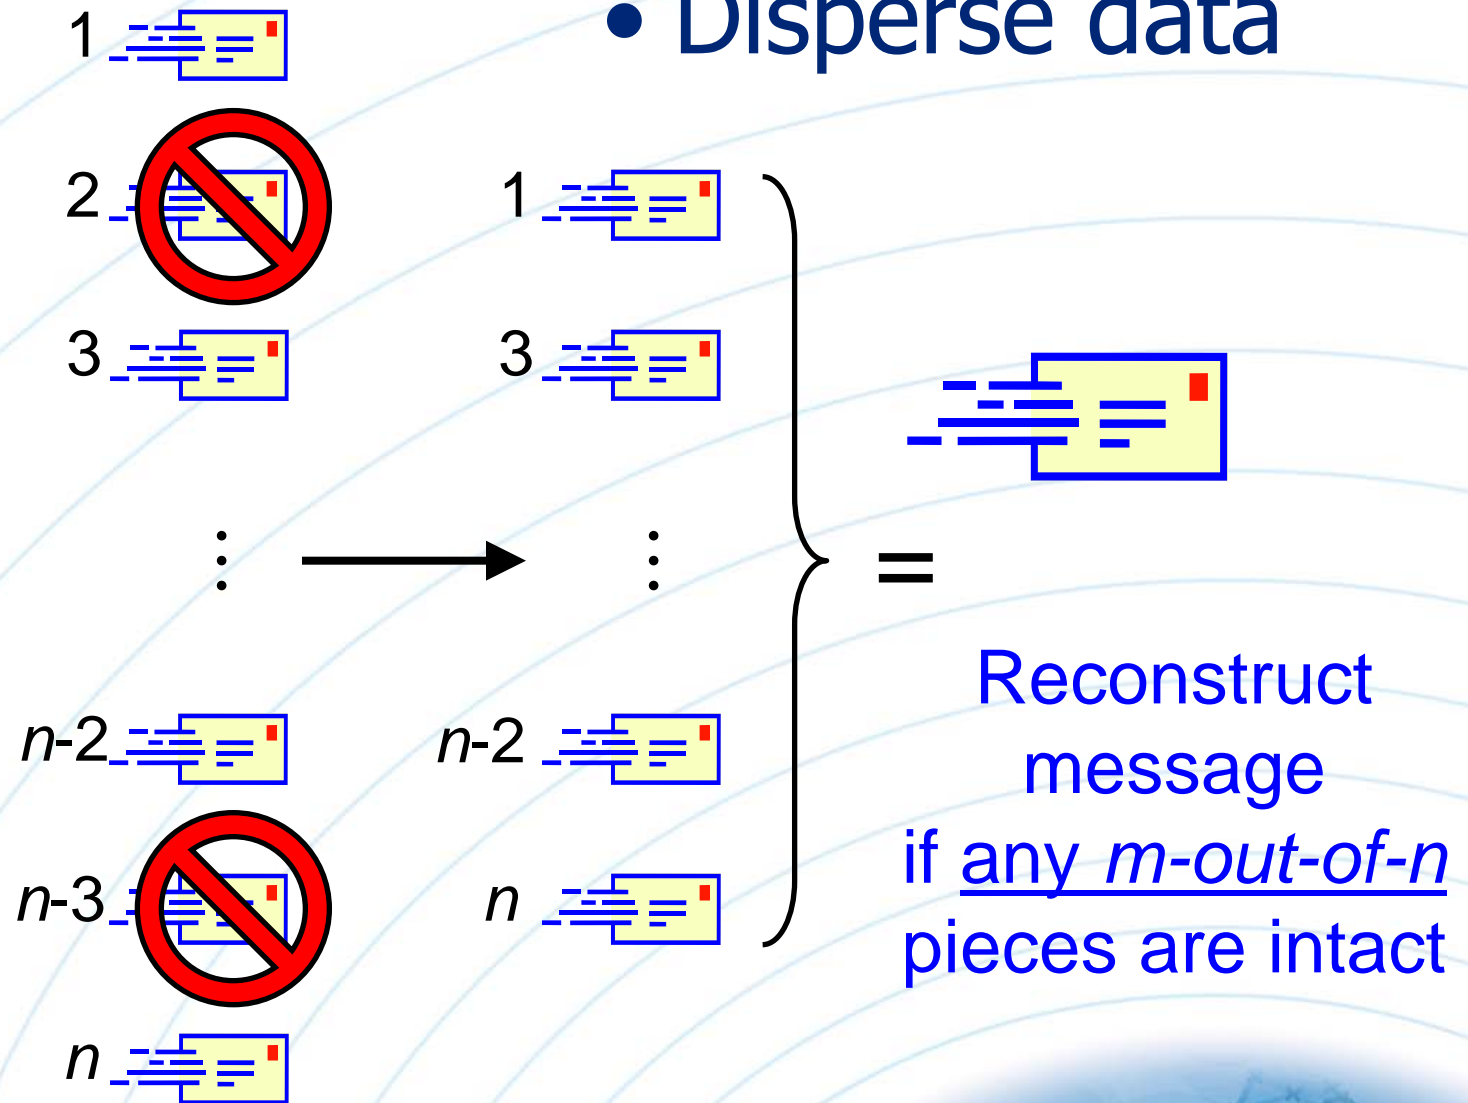 • Disperse data
1
2
3
⋮
n-2
n-3
n
1
3
⋮
n-2
n
=
Reconstruct
message
if any m-out-of-n
pieces are intact